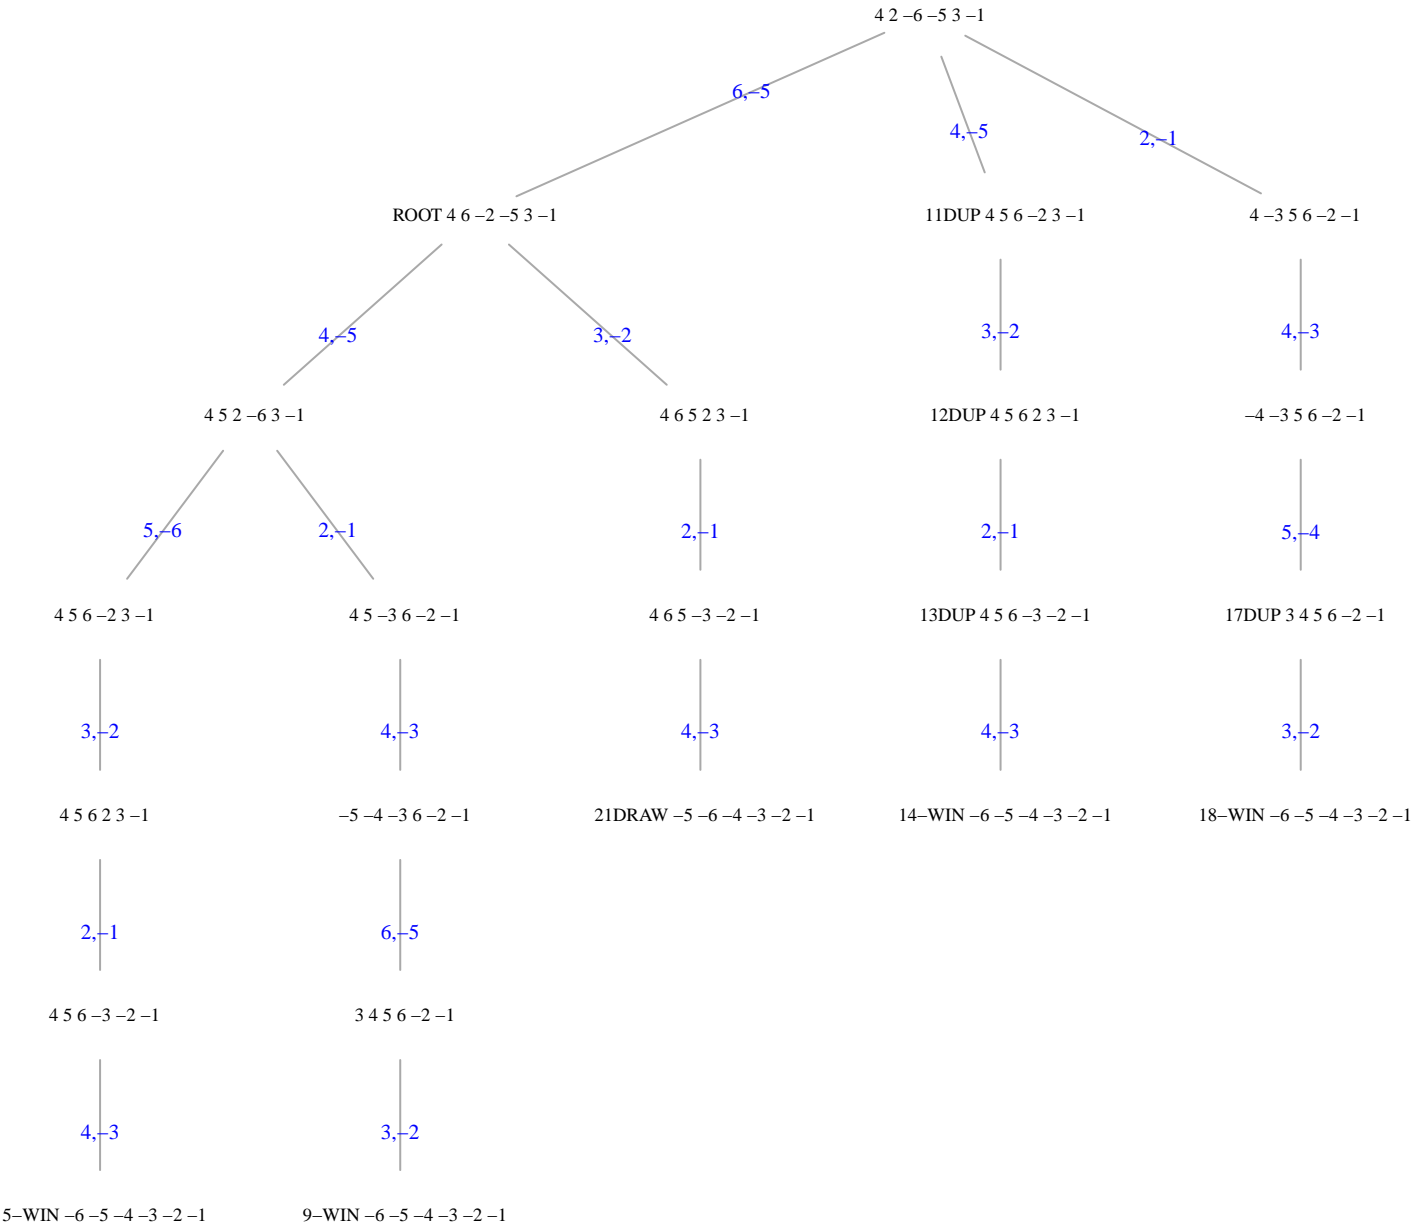 4 2 –6 –5 3 –1
6,–5
4,–5
2,–1
ROOT 4 6 –2 –5 3 –1
11DUP 4 5 6 –2 3 –1
4 –3 5 6 –2 –1
4,–5
3,–2
3,–2
4,–3
4 5 2 –6 3 –1
4 6 5 2 3 –1
12DUP 4 5 6 2 3 –1
–4 –3 5 6 –2 –1
5,–6
2,–1
2,–1
2,–1
5,–4
4 5 6 –2 3 –1
4 5 –3 6 –2 –1
4 6 5 –3 –2 –1
13DUP 4 5 6 –3 –2 –1
17DUP 3 4 5 6 –2 –1
3,–2
4,–3
4,–3
4,–3
3,–2
4 5 6 2 3 –1
–5 –4 –3 6 –2 –1
21DRAW –5 –6 –4 –3 –2 –1
14–WIN –6 –5 –4 –3 –2 –1
18–WIN –6 –5 –4 –3 –2 –1
2,–1
6,–5
4 5 6 –3 –2 –1
3 4 5 6 –2 –1
4,–3
3,–2
5–WIN –6 –5 –4 –3 –2 –1
9–WIN –6 –5 –4 –3 –2 –1